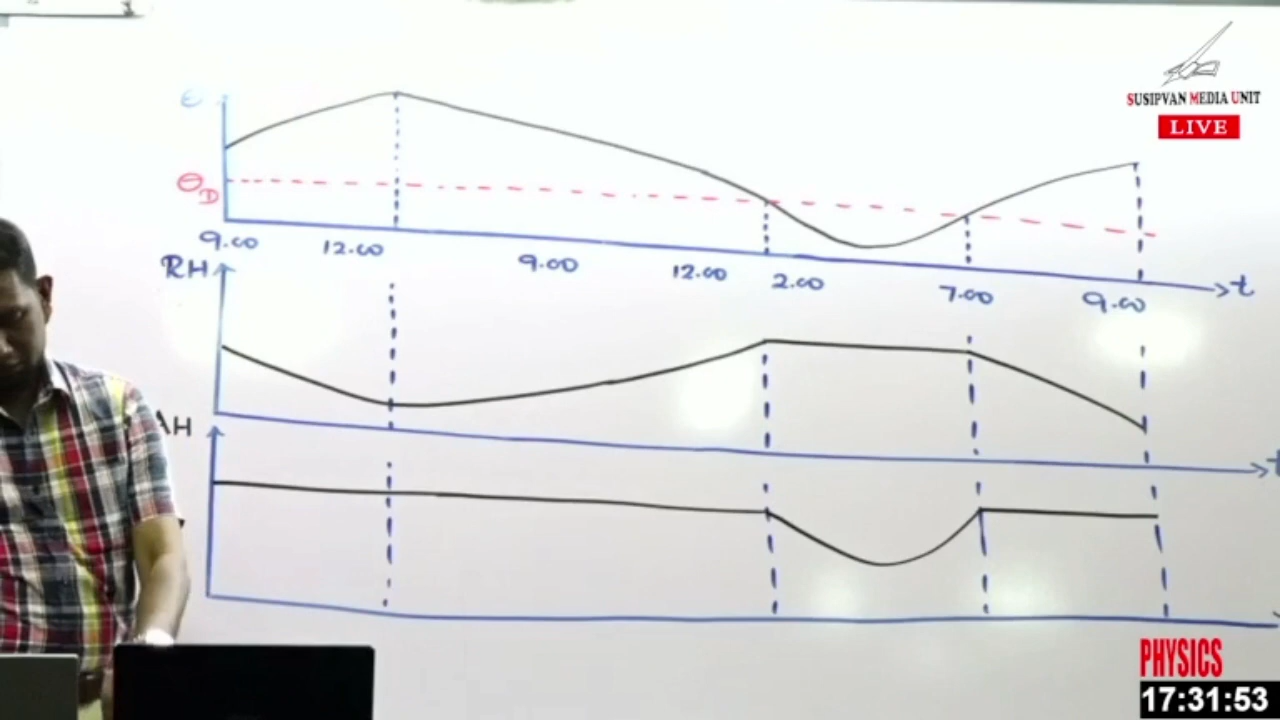 SUSIPVAN MEDIA UNIT
LIVE
θ
θD
9.00 12.00 9.00 12.00 2.00 7.00 9.00 t
RH
t
AH
PHYSICS
17:31:53